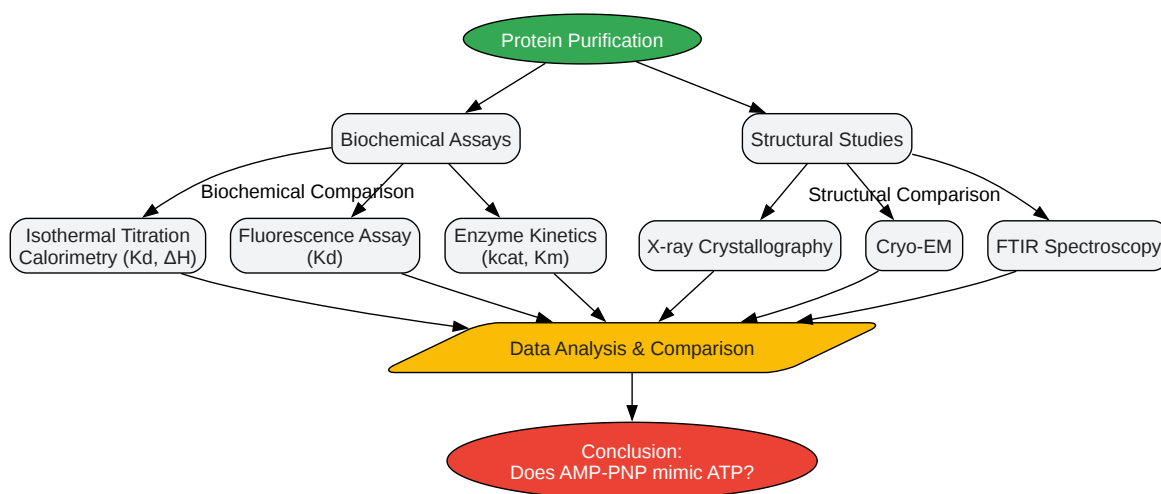 Protein Purification
Biochemical Assays
Structural Studies
Biochemical Comparison
Structural Comparison
Isothermal Titration
Calorimetry (Kd, ΔH)
Fluorescence Assay
(Kd)
Enzyme Kinetics
(kcat, Km)
X-ray Crystallography
Cryo-EM
FTIR Spectroscopy
Data Analysis & Comparison
Conclusion:
Does AMP-PNP mimic ATP?